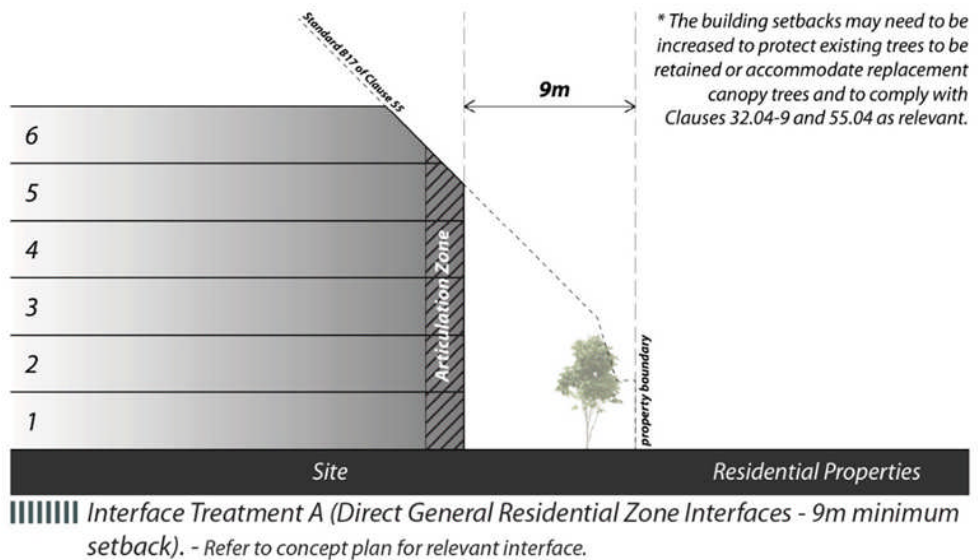 Standard B17 of Clause 55
* The building setbacks may need to be
increased to protect existing trees to be
retained or accommodate replacement
canopy trees and to comply with
Clauses 32.04-9 and 55.04 as relevant.
9m
6
5
4
3
2
1
Articulation Zone
property boundary
Site
Residential Properties
Interface Treatment A (Direct General Residential Zone Interfaces - 9m minimum
setback). - Refer to concept plan for relevant interface.